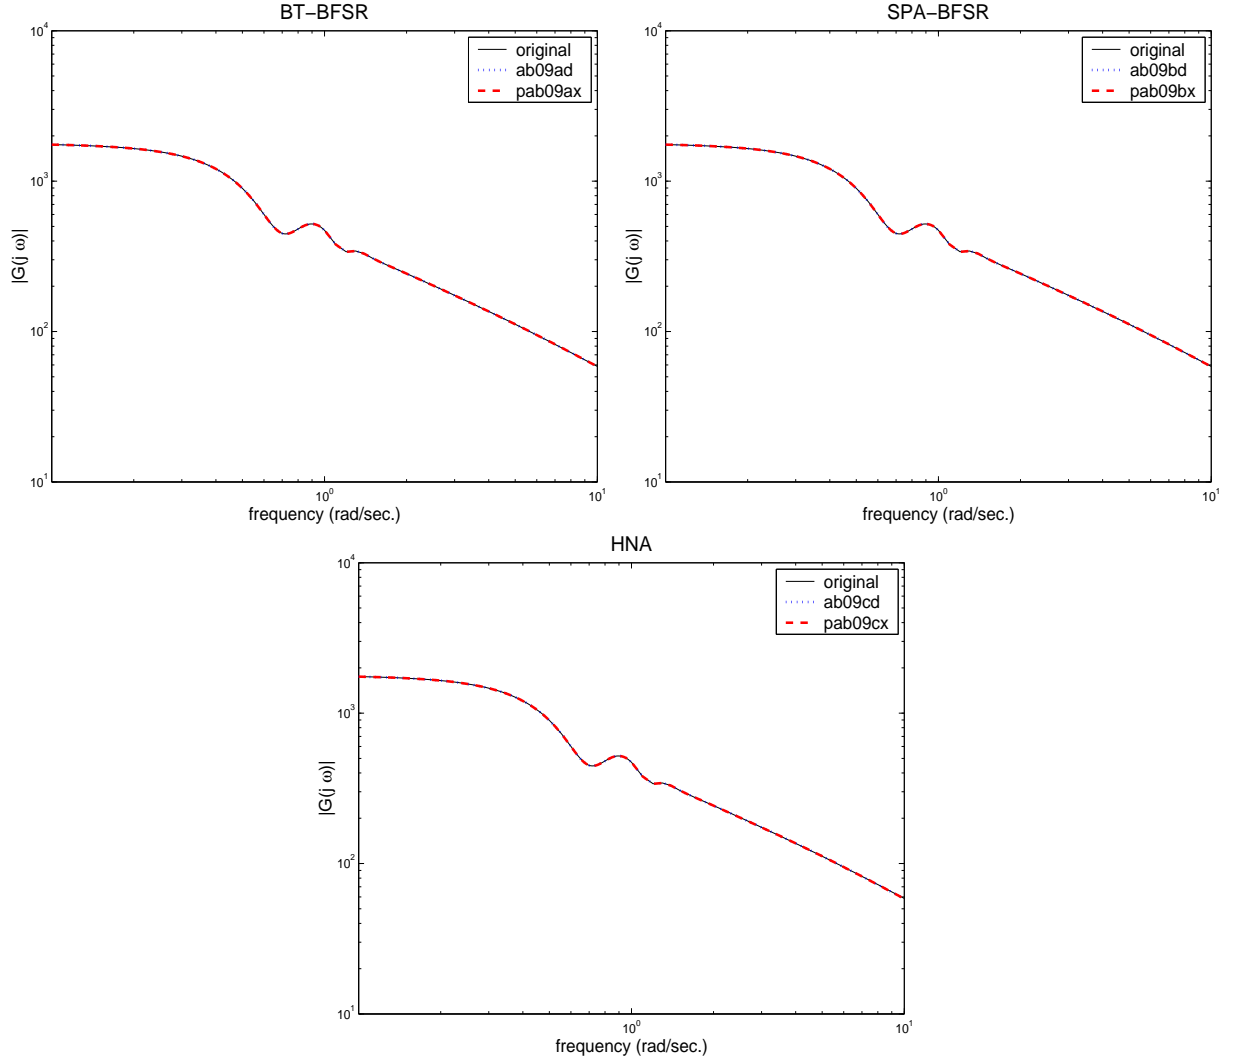 BT−BFSR
10^4
10^3
10^2
10^1
|G(j ω)|
original
ab09ad
pab09ax
10^0
10^1
frequency (rad/sec.)
SPA−BFSR
10^4
10^3
10^2
10^1
|G(j ω)|
original
ab09bd
pab09bx
10^0
10^1
frequency (rad/sec.)
HNA
10^4
10^3
10^2
10^1
|G(j ω)|
original
ab09cd
pab09cx
10^0
10^1
frequency (rad/sec.)